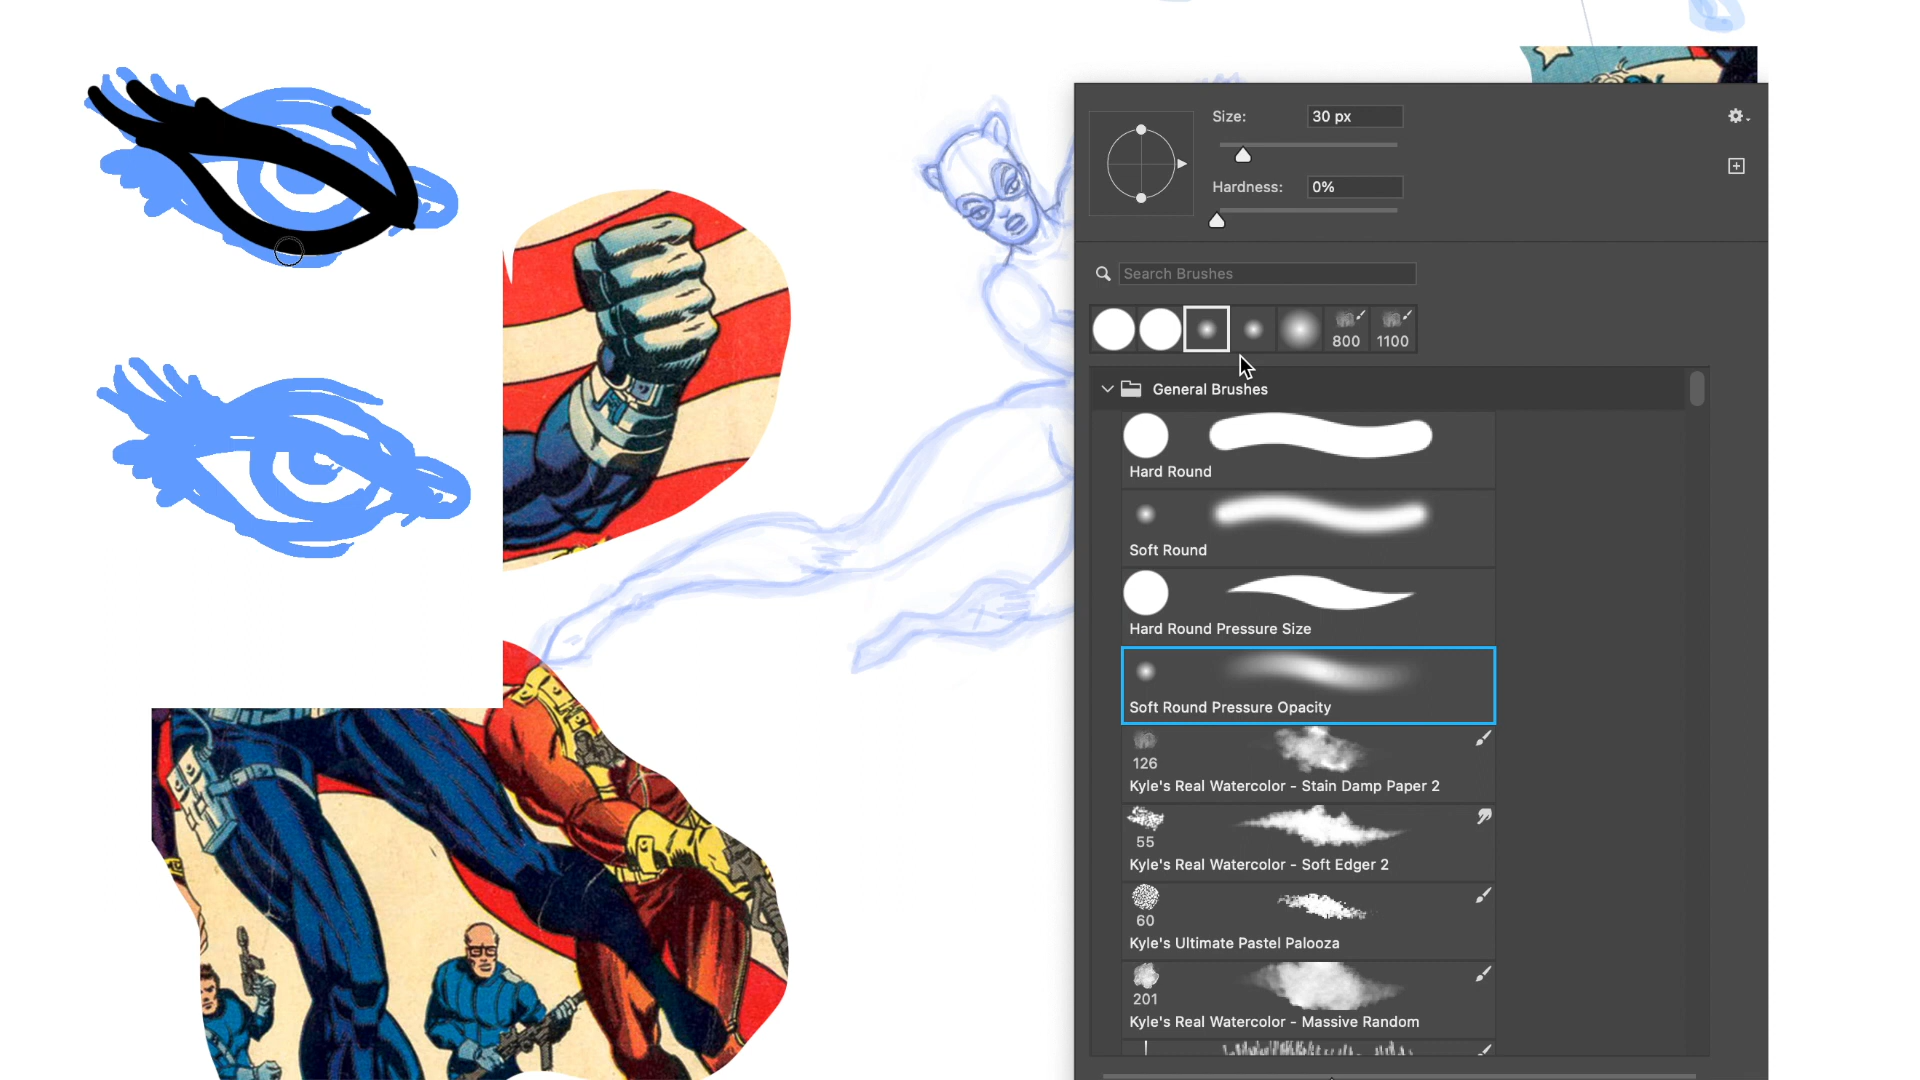 Size: 30 px
Hardness: 0%
Search Brushes
800 1100
General Brushes
Hard Round
Soft Round
Hard Round Pressure Size
Soft Round Pressure Opacity
126
Kyle's Real Watercolor - Stain Damp Paper 2
55
Kyle's Real Watercolor - Soft Edger 2
60
Kyle's Ultimate Pastel Palooza
201
Kyle's Real Watercolor - Massive Random